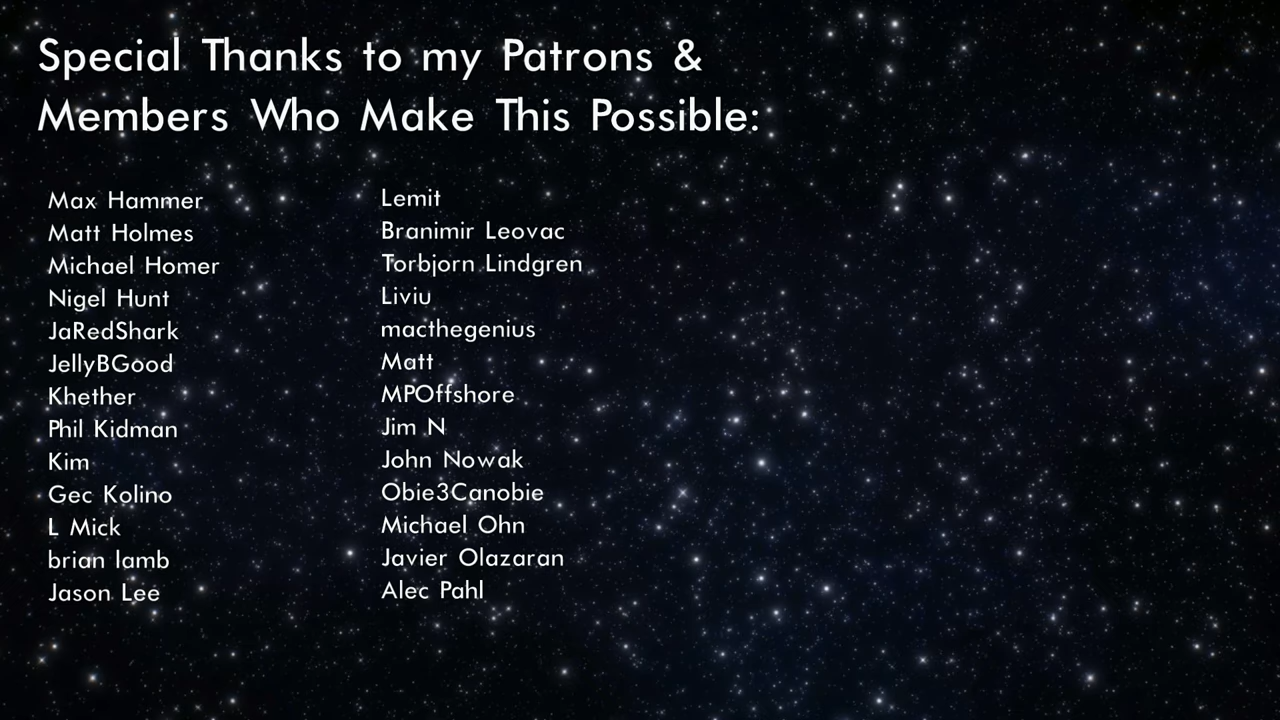 Special Thanks to my Patrons &
Members Who Make This Possible:
Max Hammer
Matt Holmes
Michael Homer
Nigel Hunt
JaRedShark
JellyBGood
Khether
Phil Kidman
Kim
Gec Kolino
L Mick
brian lamb
Jason Lee
Lemit
Branimir Leovac
Torbjorn Lindgren
Liviu
macthegenius
Matt
MPOffshore
Jim N
John Nowak
Obie3Canobie
Michael Ohn
Javier Olazaran
Alec Pahl